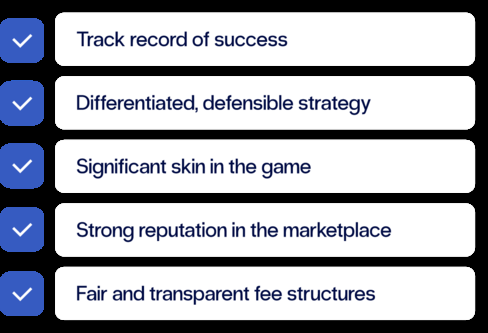 Track record of success
Differentiated, defensible strategy
Significant skin in the game
Strong reputation in the marketplace
Fair and transparent fee structures